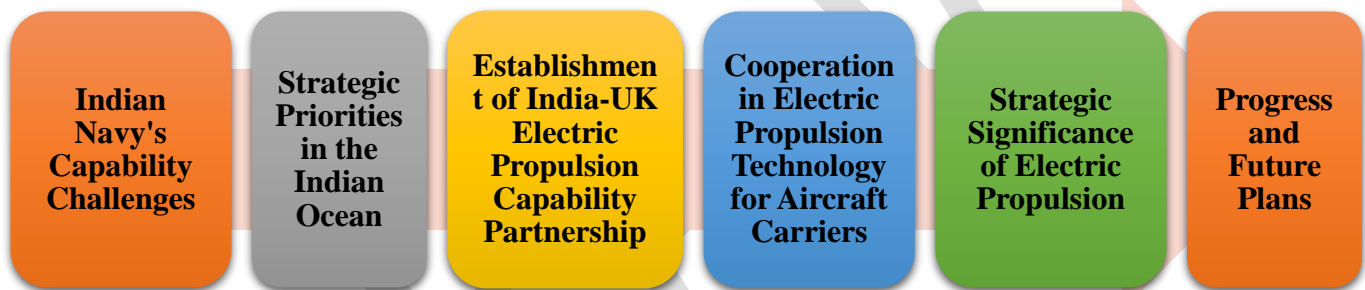 Indian
Navy's
Capability
Challenges
Strategic
Priorities
in the
Indian
Ocean
Establishmen
t of India-UK
Electric
Propulsion
Capability
Partnership
Cooperation
in Electric
Propulsion
Technology
for Aircraft
Carriers
Strategic
Significance
of Electric
Propulsion
Progress
and
Future
Plans